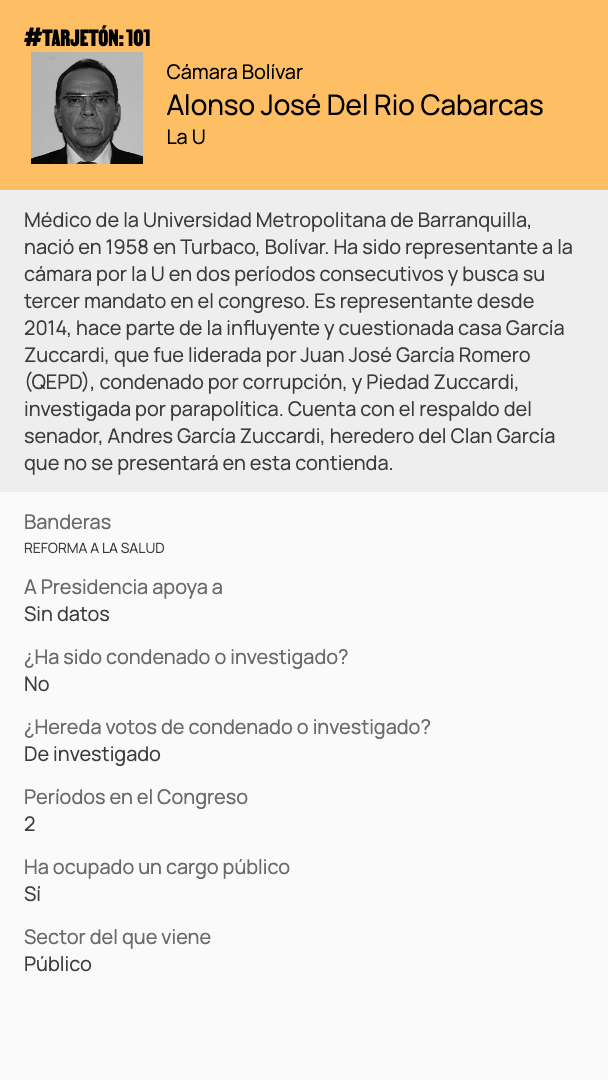 #TARJETÓN: 101
Cámara Bolívar
Alonso José Del Rio Cabarcas
La U
Médico de la Universidad Metropolitana de Barranquilla,
nació en 1958 en Turbaco, Bolívar. Ha sido representante a la
cámara por la U en dos períodos consecutivos y busca su
tercer mandato en el congreso. Es representante desde
2014, hace parte de la influyente y cuestionada casa García
Zuccardi, que fue liderada por Juan José García Romero
(QEPD), condenado por corrupción, y Piedad Zuccardi,
investigada por parapolítica. Cuenta con el respaldo del
senador, Andres García Zuccardi, heredero del Clan García
que no se presentará en esta contienda.
Banderas
REFORMA A LA SALUD
A Presidencia apoya a
Sin datos
¿Ha sido condenado o investigado?
No
¿Hereda votos de condenado o investigado?
De investigado
Períodos en el Congreso
2
Ha ocupado un cargo público
Sí
Sector del que viene
Público